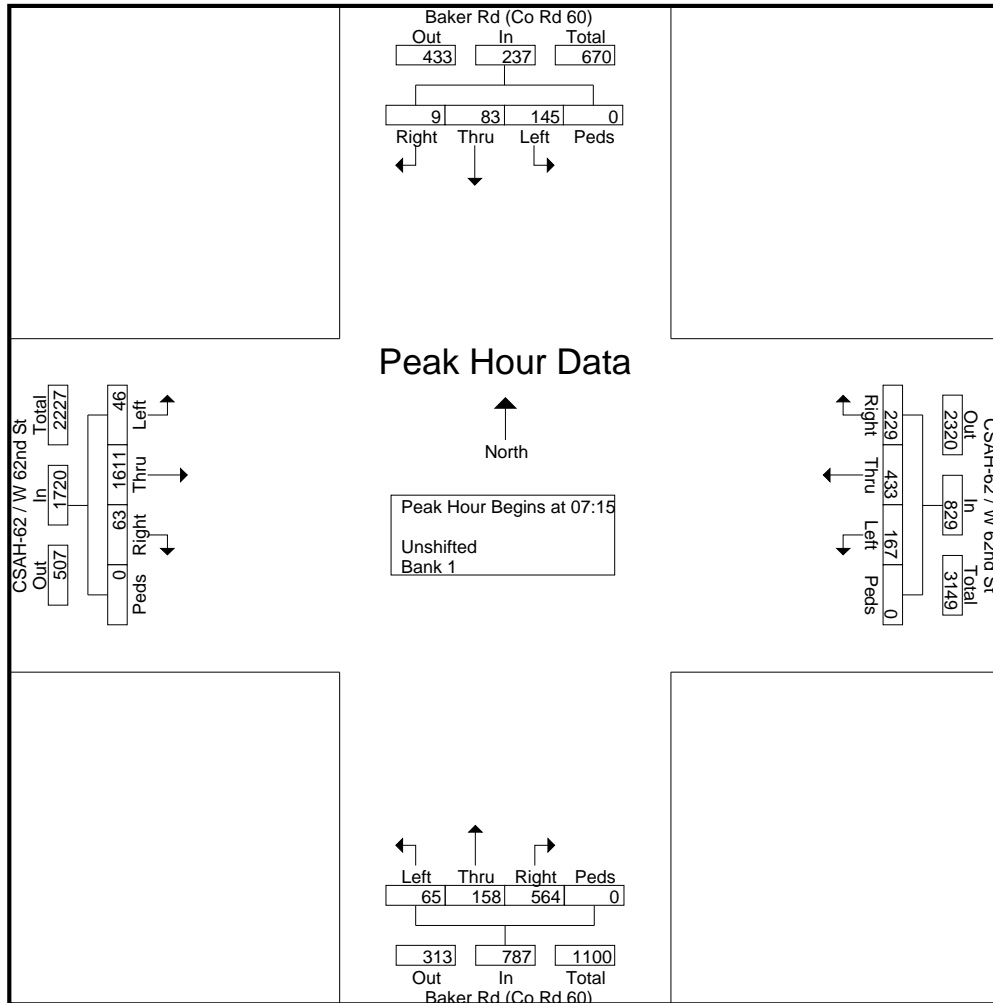 Baker Rd (Co Rd 60)
Out In Total
433 237 670
9 83 145 0
Right Thru Left Peds
Peak Hour Data
North
Peak Hour Begins at 07:15
Unshifted
Bank 1
CSAH-62 / W 62nd St
Total In Out
2227 1720 507
46 1611 63 0
Left Thru Right Peds
Right Thru Left Peds
229 433 167 0
2320 829 3149
Out In Total
CSAH-62 / W 62nd St
Left Thru Right Peds
65 158 564 0
313 787 1100
Out In Total
Baker Rd (Co Rd 60)